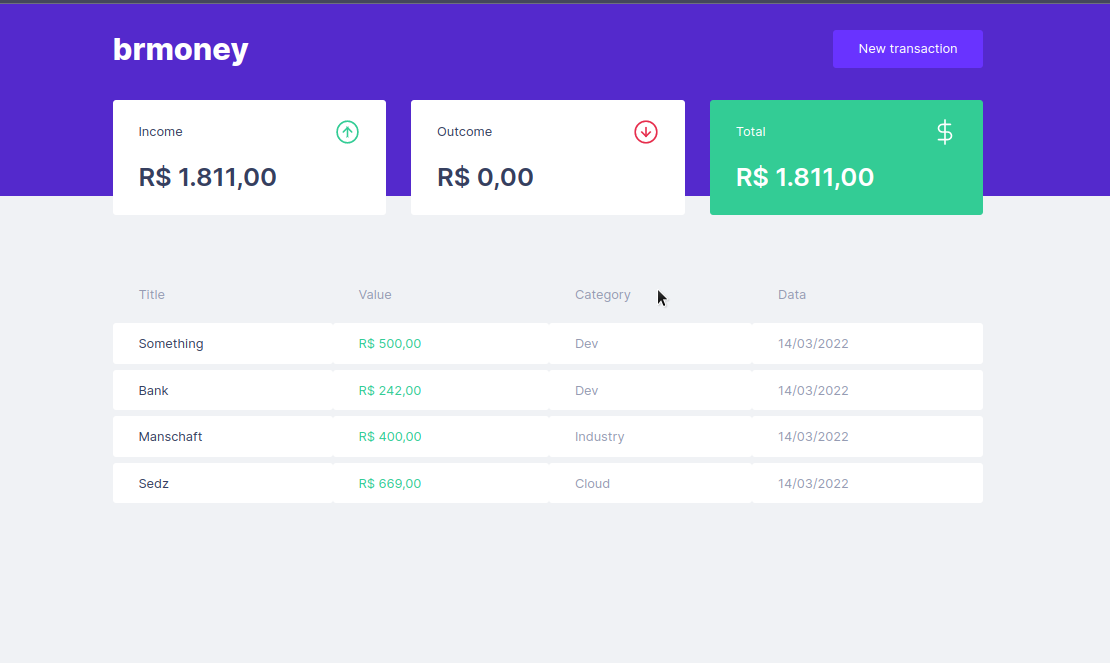 brmoney
New transaction
Income
Outcome
Total
R$ 1.811,00
R$ 0,00
R$ 1.811,00
Title Value Category Data
Something R$ 500,00 Dev 14/03/2022
Bank R$ 242,00 Dev 14/03/2022
Manschaft R$ 400,00 Industry 14/03/2022
Sedz R$ 669,00 Cloud 14/03/2022